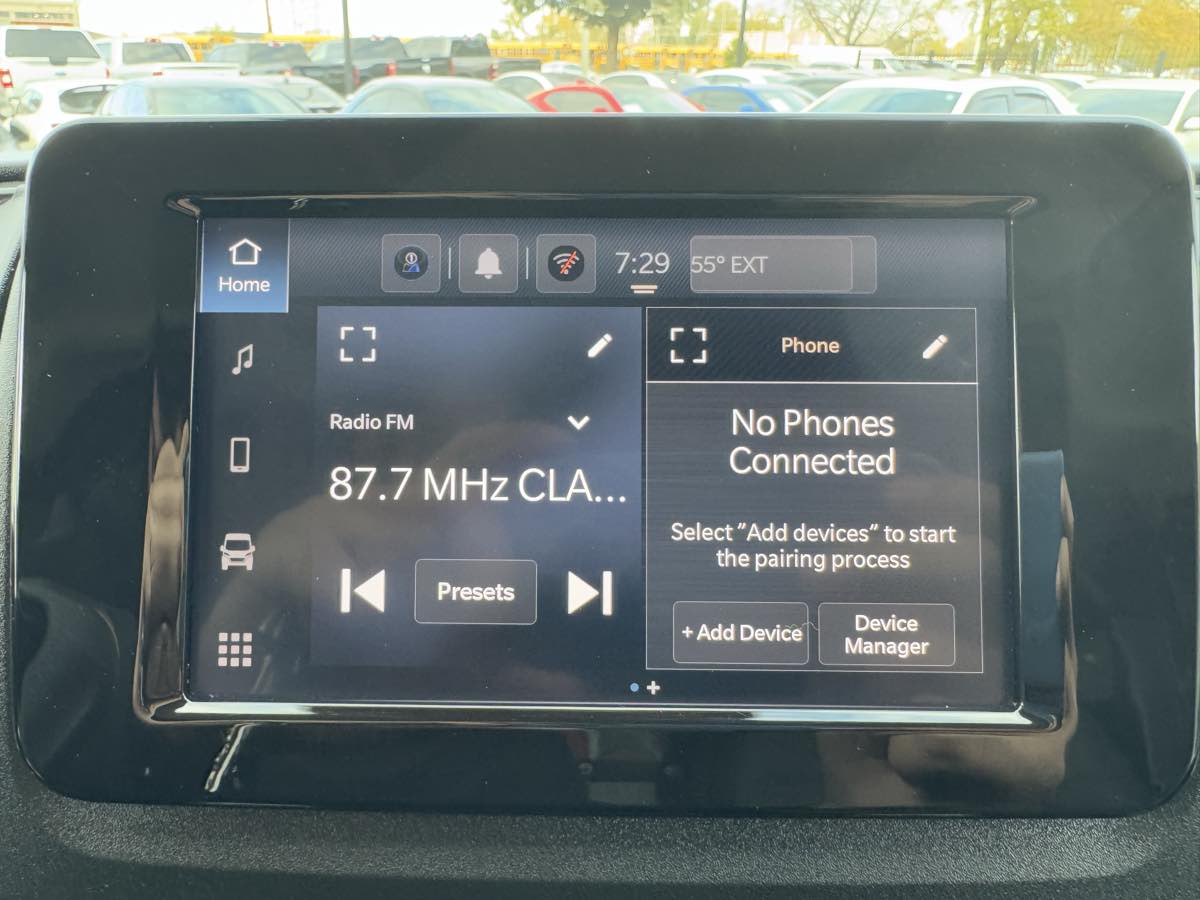 Home
7:29
55° EXT
Radio FM
87.7 MHz CLA...
Presets
Phone
No Phones
Connected
Select "Add devices" to start
the pairing process
+ Add Device
Device
Manager